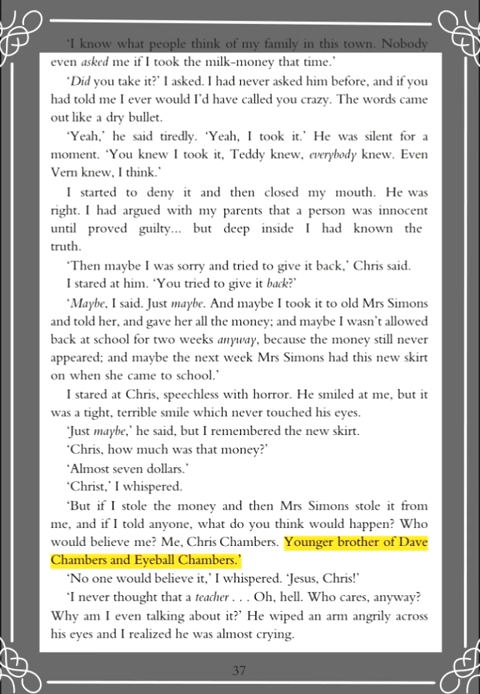 'I know what people think of my family in this town. Nobody
even asked me if I took the milk-money that time.'
'Did you take it?' I asked. I had never asked him before, and if you
had told me I ever would I'd have called you crazy. The words came
out like a dry bullet.
'Yeah,' he said tiredly. 'Yeah, I took it.' He was silent for a
moment. 'You knew I took it, Teddy knew, everybody knew. Even
Vern knew, I think.'
I started to deny it and then closed my mouth. He was
right. I had argued with my parents that a person was innocent
until proved guilty... but deep inside I had known the
truth.
'Then maybe I was sorry and tried to give it back,' Chris said.
I stared at him. 'You tried to give it back?'
'Maybe, I said. Just maybe. And maybe I took it to old Mrs Simons
and told her, and gave her all the money; and maybe I wasn't allowed
back at school for two weeks anyway, because the money still never
appeared; and maybe the next week Mrs Simons had this new skirt
on when she came to school.'
I stared at Chris, speechless with horror. He smiled at me, but it
was a tight, terrible smile which never touched his eyes.
'Just maybe,' he said, but I remembered the new skirt.
'Chris, how much was that money?'
'Almost seven dollars.'
'Christ,' I whispered.
'But if I stole the money and then Mrs Simons stole it from
me, and if I told anyone, what do you think would happen? Who
would believe me? Me, Chris Chambers. Younger brother of Dave
Chambers and Eyeball Chambers.'
'No one would believe it,' I whispered. 'Jesus, Chris!'
'I never thought that a teacher . . . Oh, hell. Who cares, anyway?
Why am I even talking about it?' He wiped an arm angrily across
his eyes and I realized he was almost crying.
37